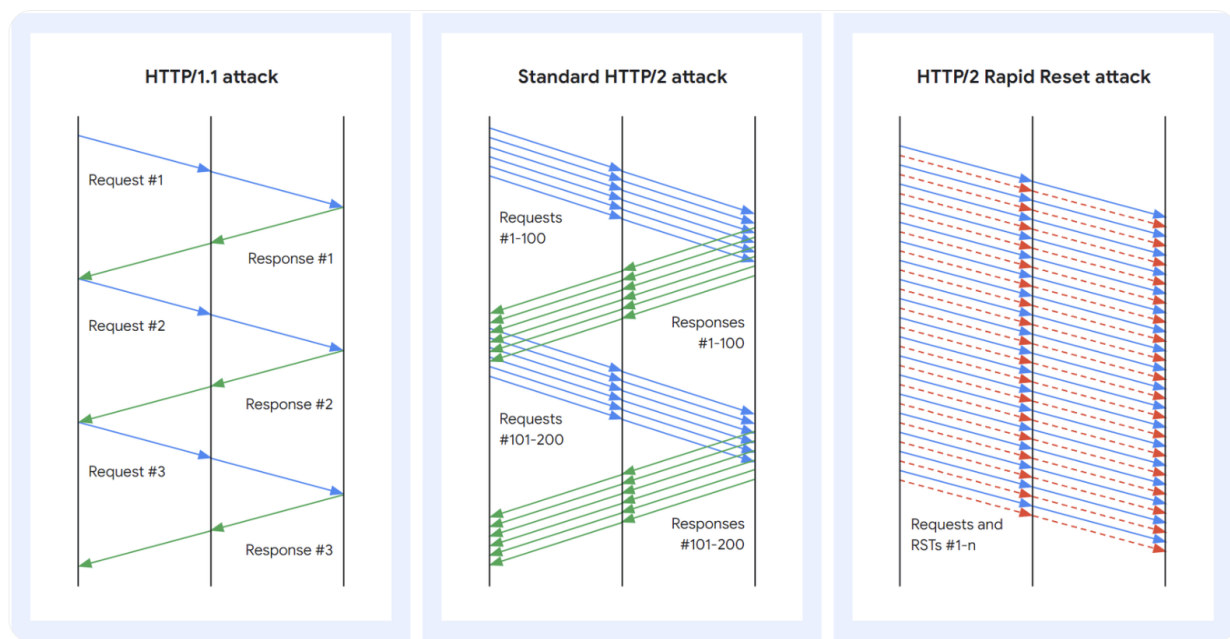 HTTP/1.1 attack
Request #1
Response #1
Request #2
Response #2
Request #3
Response #3
Standard HTTP/2 attack
Requests
#1-100
Responses
#1-100
Requests
#101-200
Responses
#101-200
HTTP/2 Rapid Reset attack
Requests and
RSTs #1-n